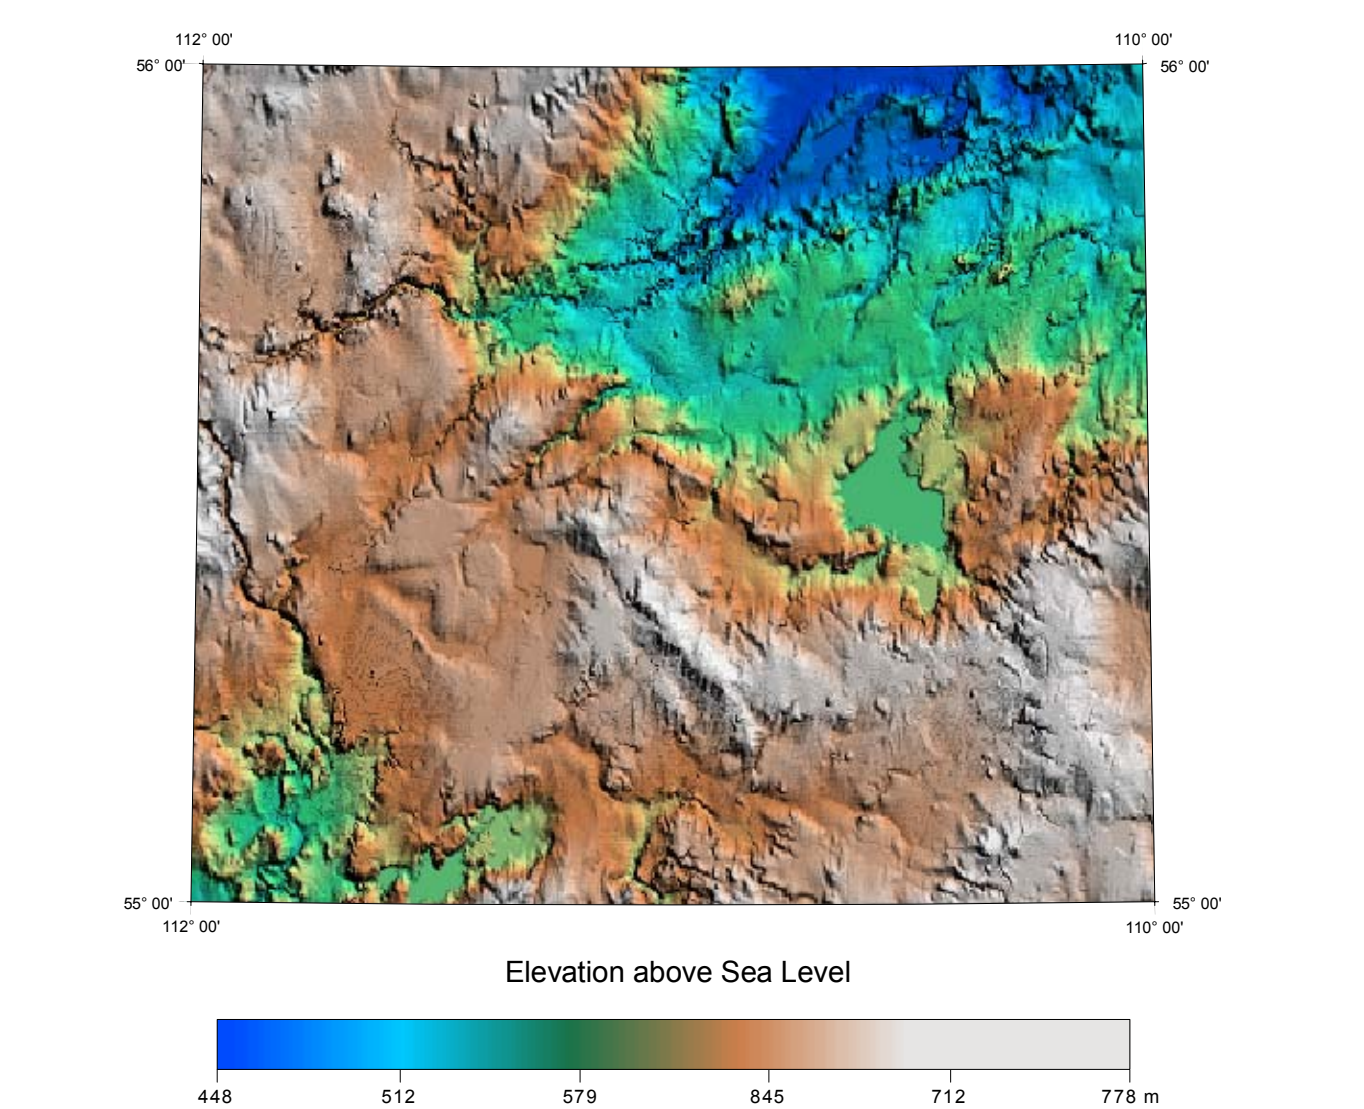 112° 00' 110° 00'
56° 00' 56° 00'
55° 00' 55° 00'
112° 00' 110° 00'
Elevation above Sea Level
448 512 579 845 712 778 m